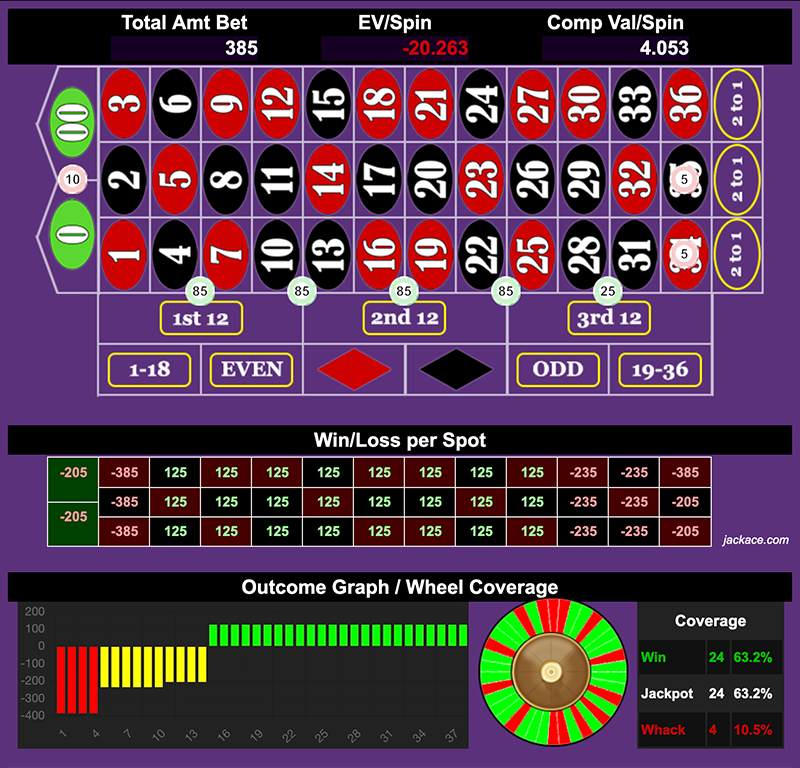 Total Amt Bet EV/Spin Comp Val/Spin
385 -20.263 4.053
00 3 6 9 12 15 18 21 24 27 30 33 36 2 to 1
10 2 5 8 11 14 17 20 23 26 29 32 5 2 to 1
0 1 4 7 10 13 16 19 22 25 28 31 5 2 to 1
85 85 85 85 25
1st 12 2nd 12 3rd 12
1-18 EVEN ODD 19-36
Win/Loss per Spot
-205 -385 125 125 125 125 125 125 125 125 -235 -235 -385
-385 125 125 125 125 125 125 125 125 -235 -235 -205
-205 -385 125 125 125 125 125 125 125 125 -235 -235 -205
jackace.com
Outcome Graph / Wheel Coverage
200
100
0
-100
-200
-300
-400
1 4 7 10 13 16 19 22 25 28 31 34 37
Coverage
Win 24 63.2%
Jackpot 24 63.2%
Whack 4 10.5%